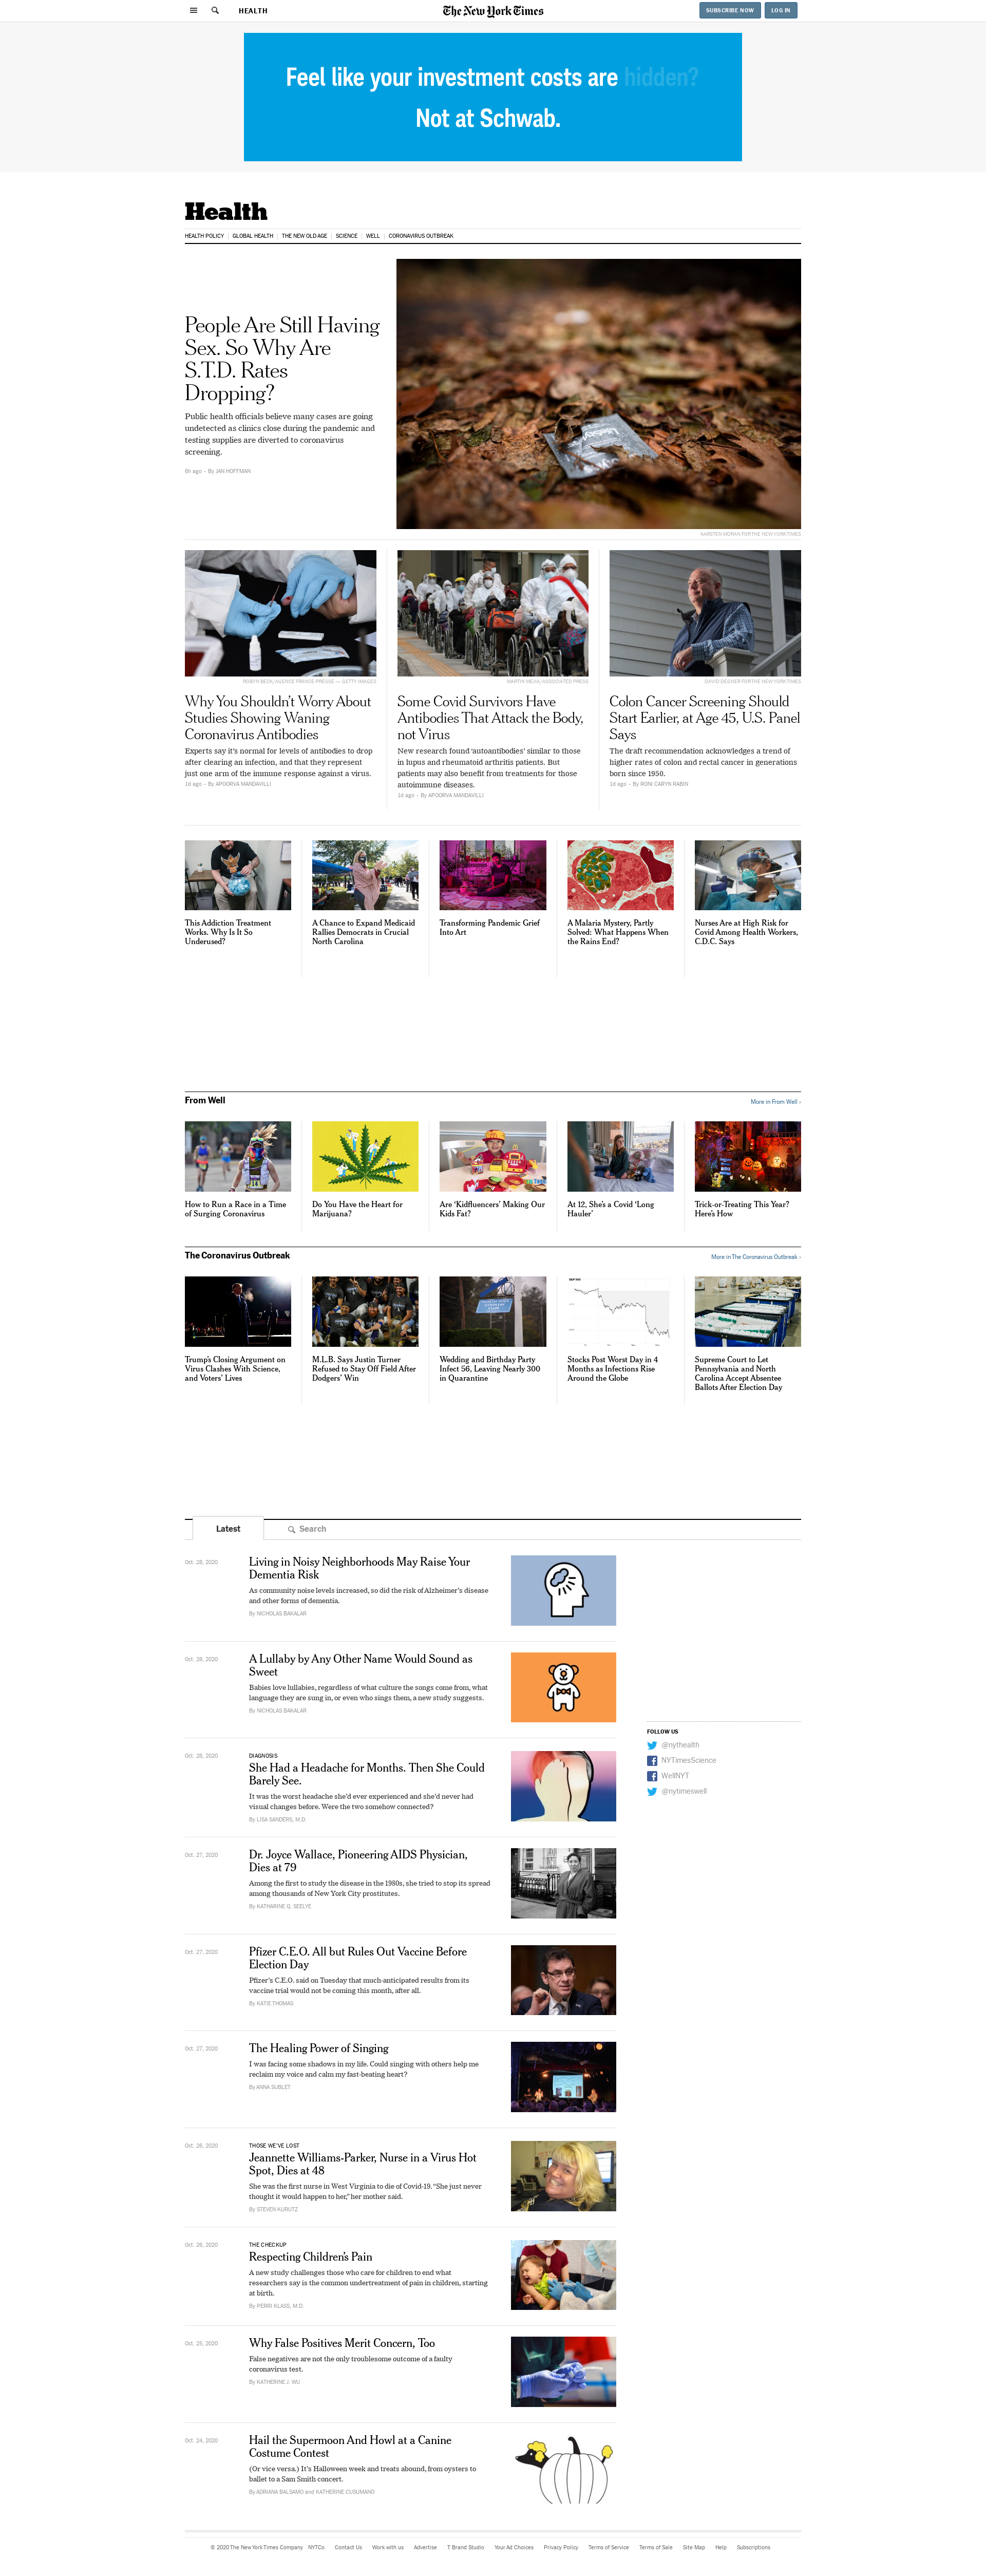 HEALTH
The New York Times
SUBSCRIBE NOW
LOG IN
Feel like your investment costs are hidden?
Not at Schwab.
Health
HEALTH POLICY
GLOBAL HEALTH
THE NEW OLD AGE
SCIENCE
WELL
CORONAVIRUS OUTBREAK
People Are Still Having
Sex. So Why Are
S.T.D. Rates
Dropping?
Public health officials believe many cases are going
undetected as clinics close during the pandemic and
testing supplies are diverted to coronavirus
screening.
6h ago - By JAN HOFFMAN
KARSTEN MORAN FOR THE NEW YORK TIMES
ROBYN BECK/AGENCE FRANCE-PRESSE — GETTY IMAGES
Why You Shouldn't Worry About
Studies Showing Waning
Coronavirus Antibodies
Experts say it's normal for levels of antibodies to drop
after clearing an infection, and that they represent
just one arm of the immune response against a virus.
1d ago - By APOORVA MANDAVILLI
MARTIN MEJIA/ASSOCIATED PRESS
Some Covid Survivors Have
Antibodies That Attack the Body,
not Virus
New research found 'autoantibodies' similar to those
in lupus and rheumatoid arthritis patients. But
patients may also benefit from treatments for those
autoimmune diseases.
1d ago - By APOORVA MANDAVILLI
DAVID DEGNER FOR THE NEW YORK TIMES
Colon Cancer Screening Should
Start Earlier, at Age 45, U.S. Panel
Says
The draft recommendation acknowledges a trend of
higher rates of colon and rectal cancer in generations
born since 1950.
1d ago - By RONI CARYN RABIN
This Addiction Treatment
Works. Why Is It So
Underused?
A Chance to Expand Medicaid
Rallies Democrats in Crucial
North Carolina
Transforming Pandemic Grief
Into Art
A Malaria Mystery, Partly
Solved: What Happens When
the Rains End?
Nurses Are at High Risk for
Covid Among Health Workers,
C.D.C. Says
From Well
More in From Well ›
How to Run a Race in a Time
of Surging Coronavirus
Do You Have the Heart for
Marijuana?
Are 'Kidfluencers' Making Our
Kids Fat?
At 12, She's a Covid 'Long
Hauler'
Trick-or-Treating This Year?
Here's How
The Coronavirus Outbreak
More in The Coronavirus Outbreak ›
Trump's Closing Argument on
Virus Clashes With Science,
and Voters' Lives
M.L.B. Says Justin Turner
Refused to Stay Off Field After
Dodgers' Win
Wedding and Birthday Party
Infect 56, Leaving Nearly 300
in Quarantine
Stocks Post Worst Day in 4
Months as Infections Rise
Around the Globe
Supreme Court to Let
Pennsylvania and North
Carolina Accept Absentee
Ballots After Election Day
Latest
Search
Oct. 28, 2020
Living in Noisy Neighborhoods May Raise Your
Dementia Risk
As community noise levels increased, so did the risk of Alzheimer's disease
and other forms of dementia.
By NICHOLAS BAKALAR
Oct. 28, 2020
A Lullaby by Any Other Name Would Sound as
Sweet
Babies love lullabies, regardless of what culture the songs come from, what
language they are sung in, or even who sings them, a new study suggests.
By NICHOLAS BAKALAR
FOLLOW US
@nythealth
NYTimesScience
WellNYT
@nytimeswell
Oct. 28, 2020
DIAGNOSIS
She Had a Headache for Months. Then She Could
Barely See.
It was the worst headache she'd ever experienced and she'd never had
visual changes before. Were the two somehow connected?
By LISA SANDERS, M.D.
Oct. 27, 2020
Dr. Joyce Wallace, Pioneering AIDS Physician,
Dies at 79
Among the first to study the disease in the 1980s, she tried to stop its spread
among thousands of New York City prostitutes.
By KATHARINE Q. SEELYE
Oct. 27, 2020
Pfizer C.E.O. All but Rules Out Vaccine Before
Election Day
Pfizer's C.E.O. said on Tuesday that much-anticipated results from its
vaccine trial would not be coming this month, after all.
By KATIE THOMAS
Oct. 27, 2020
The Healing Power of Singing
I was facing some shadows in my life. Could singing with others help me
reclaim my voice and calm my fast-beating heart?
By ANNA SUBLET
Oct. 26, 2020
THOSE WE'VE LOST
Jeannette Williams-Parker, Nurse in a Virus Hot
Spot, Dies at 48
She was the first nurse in West Virginia to die of Covid-19. "She just never
thought it would happen to her," her mother said.
By STEVEN KURUTZ
Oct. 26, 2020
THE CHECKUP
Respecting Children's Pain
A new study challenges those who care for children to end what
researchers say is the common undertreatment of pain in children, starting
at birth.
By PERRI KLASS, M.D.
Oct. 25, 2020
Why False Positives Merit Concern, Too
False negatives are not the only troublesome outcome of a faulty
coronavirus test.
By KATHERINE J. WU
Oct. 24, 2020
Hail the Supermoon And Howl at a Canine
Costume Contest
(Or vice versa.) It's Halloween week and treats abound, from oysters to
ballet to a Sam Smith concert.
By ADRIANA BALSAMO and KATHERINE CUSUMANO
© 2020 The New York Times Company
NYTCo
Contact Us
Work with us
Advertise
T Brand Studio
Your Ad Choices
Privacy Policy
Terms of Service
Terms of Sale
Site Map
Help
Subscriptions